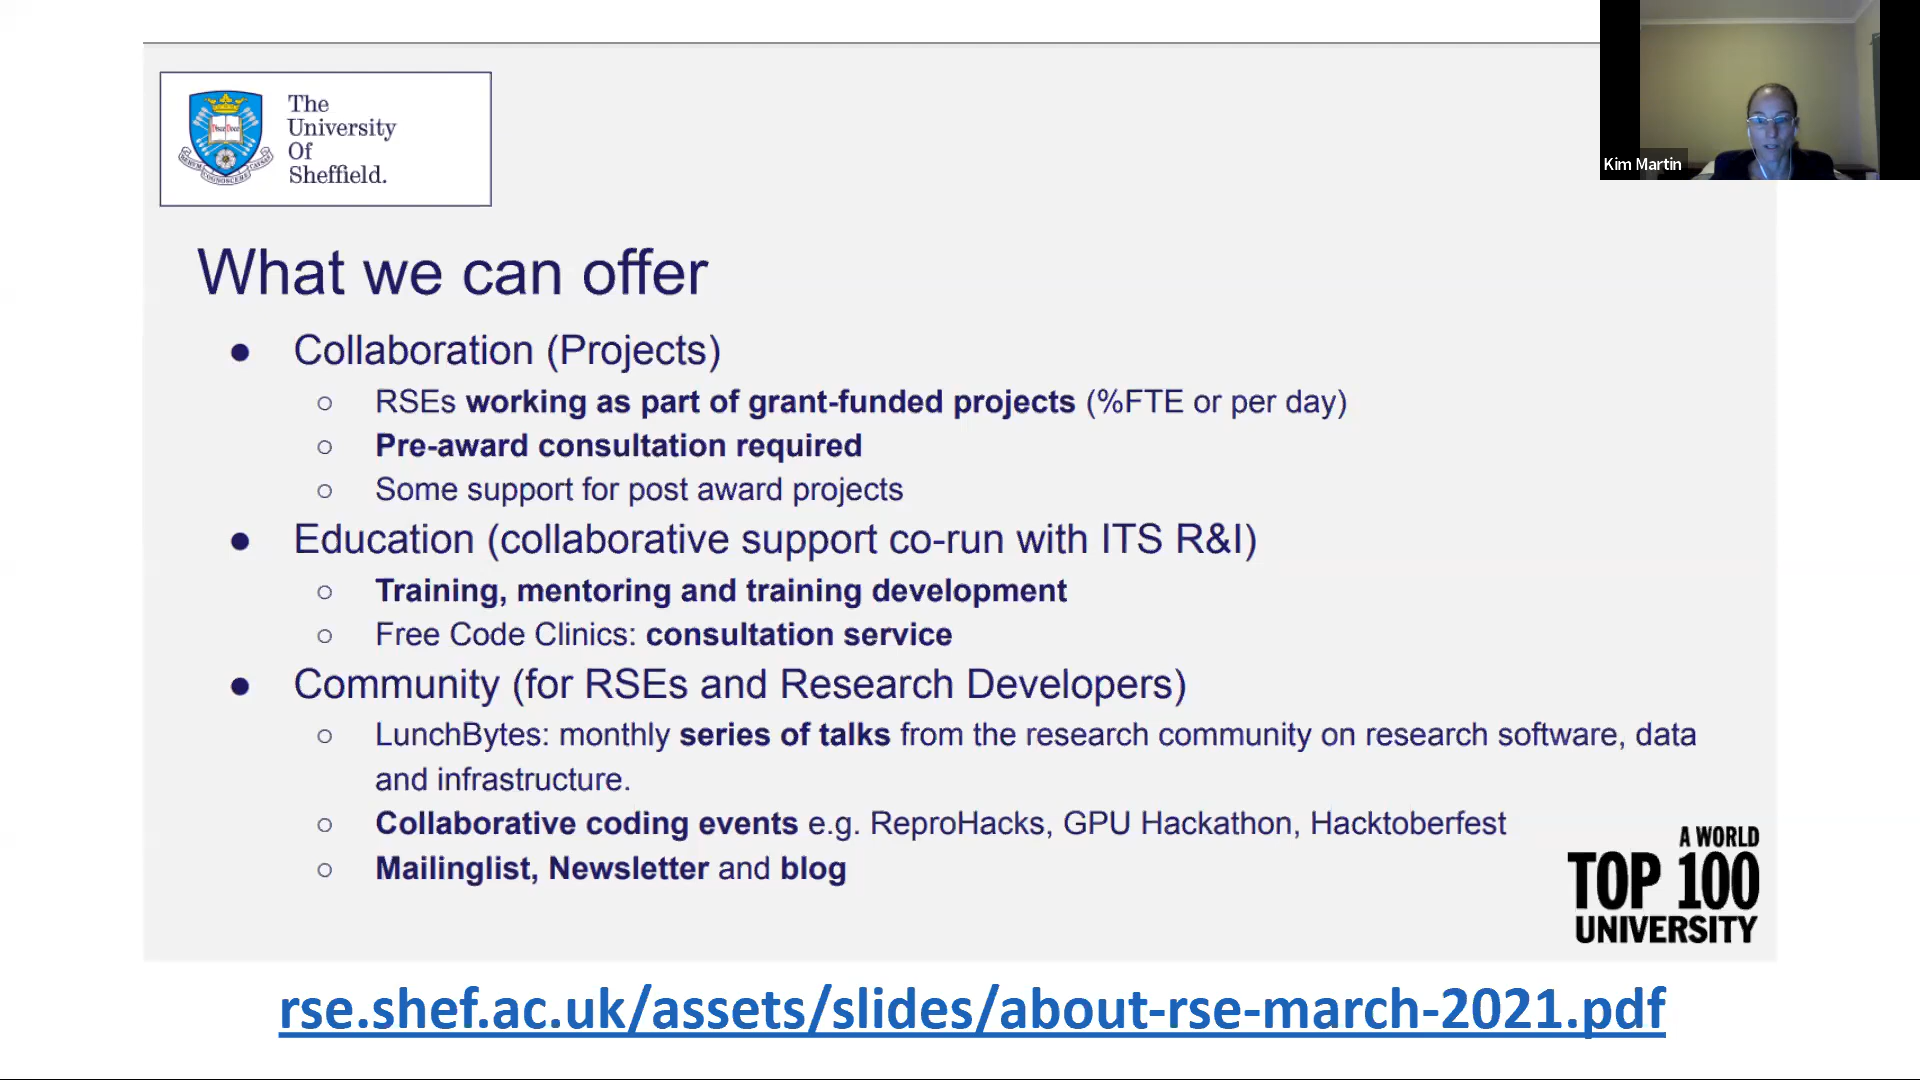 The
University
Of
Sheffield.
Kim Martin
What we can offer
● Collaboration (Projects)
○ RSEs working as part of grant-funded projects (%FTE or per day)
○ Pre-award consultation required
○ Some support for post award projects
● Education (collaborative support co-run with ITS R&I)
○ Training, mentoring and training development
○ Free Code Clinics: consultation service
● Community (for RSEs and Research Developers)
○ LunchBytes: monthly series of talks from the research community on research software, data
and infrastructure.
○ Collaborative coding events e.g. ReproHacks, GPU Hackathon, Hacktoberfest
○ Mailinglist, Newsletter and blog
A WORLD
TOP 100
UNIVERSITY
rse.shef.ac.uk/assets/slides/about-rse-march-2021.pdf